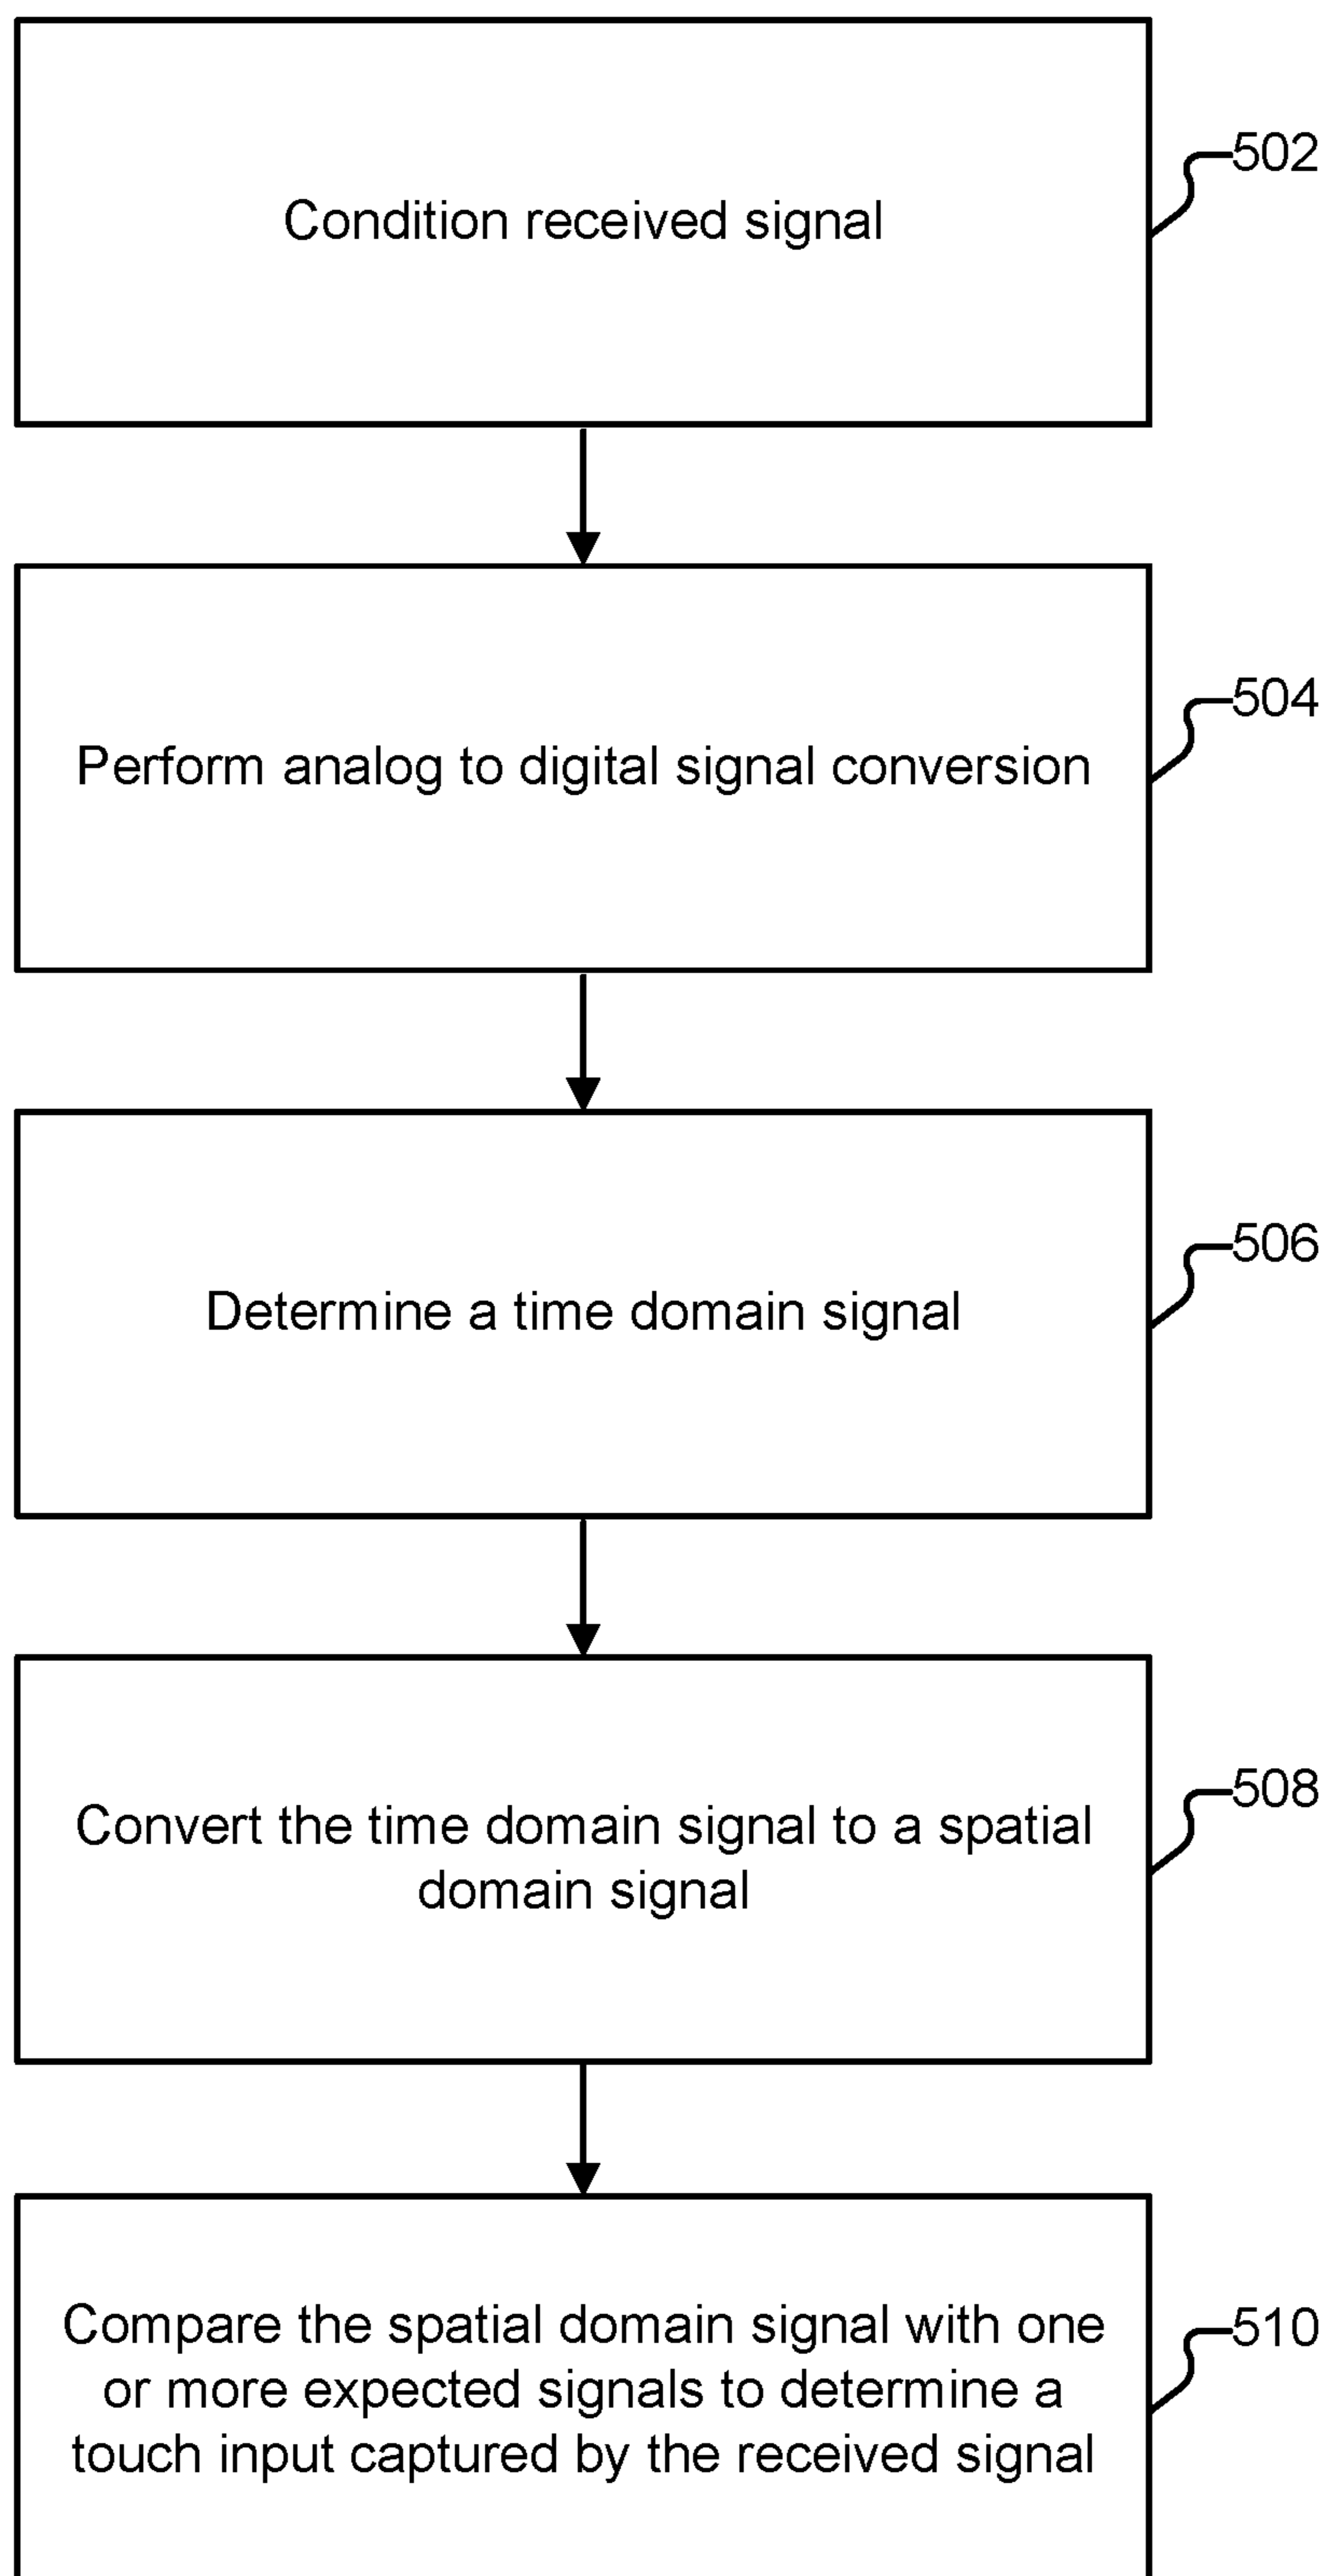 Condition received signal
502
Perform analog to digital signal conversion
504
Determine a time domain signal
506
Convert the time domain signal to a spatial
domain signal
508
Compare the spatial domain signal with one
or more expected signals to determine a
touch input captured by the received signal
510